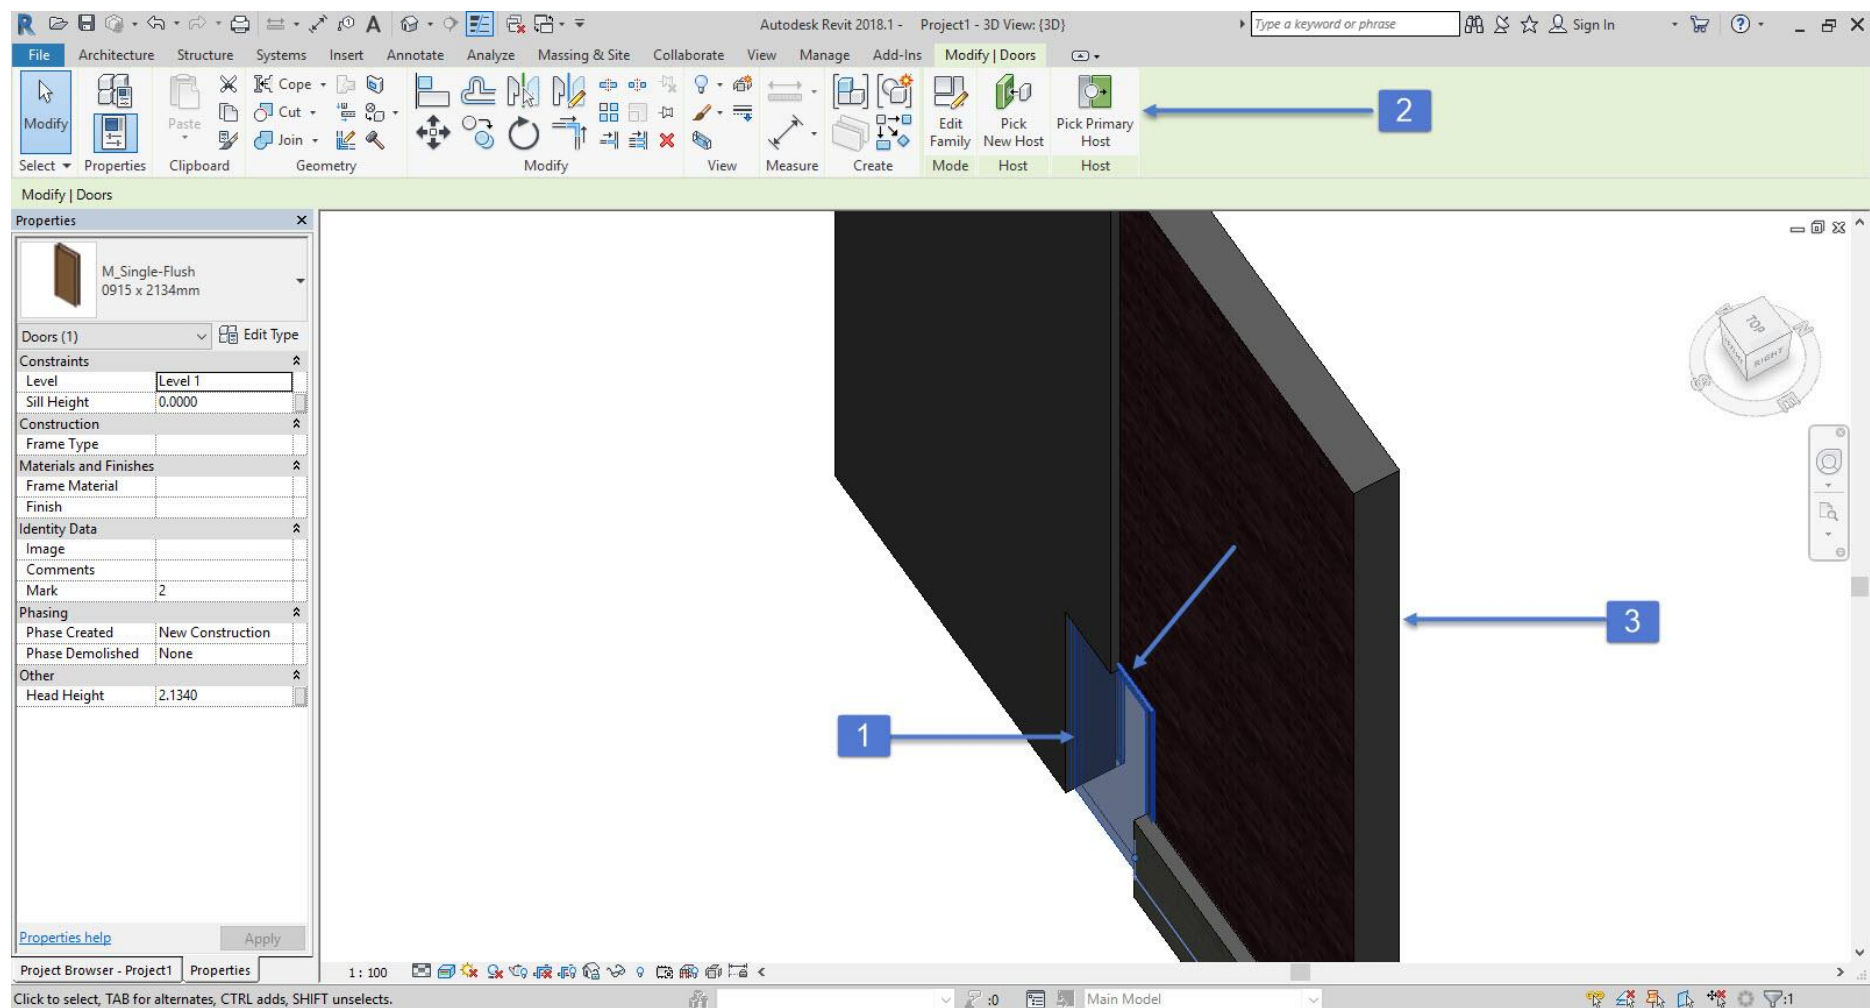 Autodesk Revit 2018.1 -    Project1 - 3D View: {3D}
Type a keyword or phrase
Sign In
File Architecture Structure Systems Insert Annotate Analyze Massing & Site Collaborate View Manage Add-Ins Modify | Doors
Cope
Cut
Join
Modify
Paste
Edit Family
Pick New Host
Pick Primary Host
2
Select Properties Clipboard Geometry Modify View Measure Create Mode Host Host
Modify | Doors
Properties
M_Single-Flush
0915 x 2134mm
Doors (1) Edit Type
Constraints
Level Level 1
Sill Height 0.0000
Construction
Frame Type
Materials and Finishes
Frame Material
Finish
Identity Data
Image
Comments
Mark 2
Phasing
Phase Created New Construction
Phase Demolished None
Other
Head Height 2.1340
TOP
RIGHT
3
1
Properties help Apply
Project Browser - Project1 Properties
1 : 100
Click to select, TAB for alternates, CTRL adds, SHIFT unselects.
:0
Main Model
:1